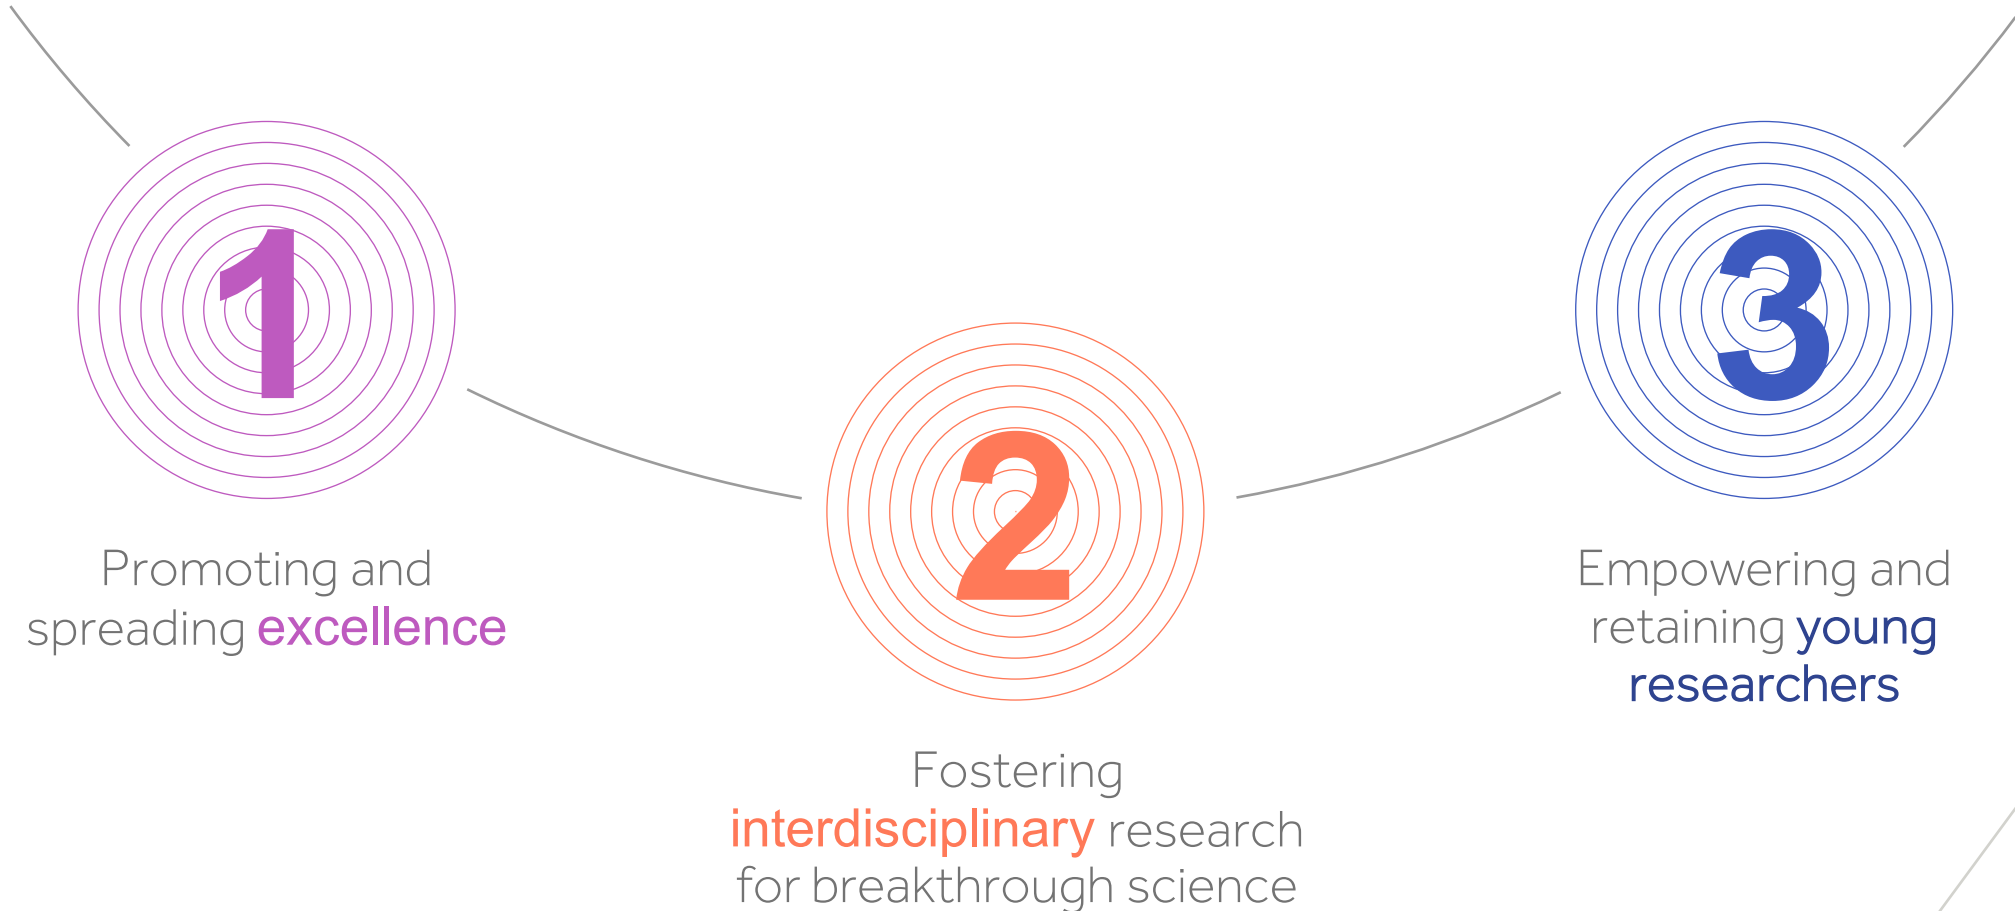 1
Promoting and
spreading excellence
2
Fostering
interdisciplinary research
for breakthrough science
3
Empowering and
retaining young
researchers